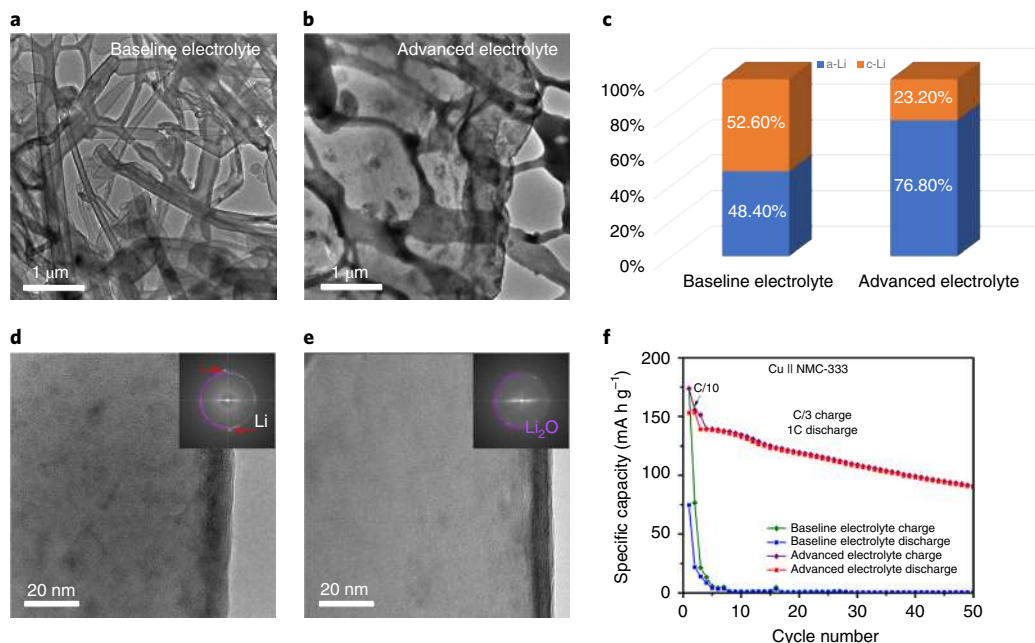 a
Baseline electrolyte
1 µm
b
Advanced electrolyte
1 µm
c
a-Li c-Li
100%
80%
60%
40%
20%
0%
52.60%
48.40%
23.20%
76.80%
Baseline electrolyte Advanced electrolyte
d
Li
20 nm
e
Li₂O
20 nm
f
Specific capacity (mA h g⁻¹)
200
150
100
50
0
Cu || NMC-333
C/10
C/3 charge
1C discharge
Baseline electrolyte charge
Baseline electrolyte discharge
Advanced electrolyte charge
Advanced electrolyte discharge
0 10 20 30 40 50
Cycle number